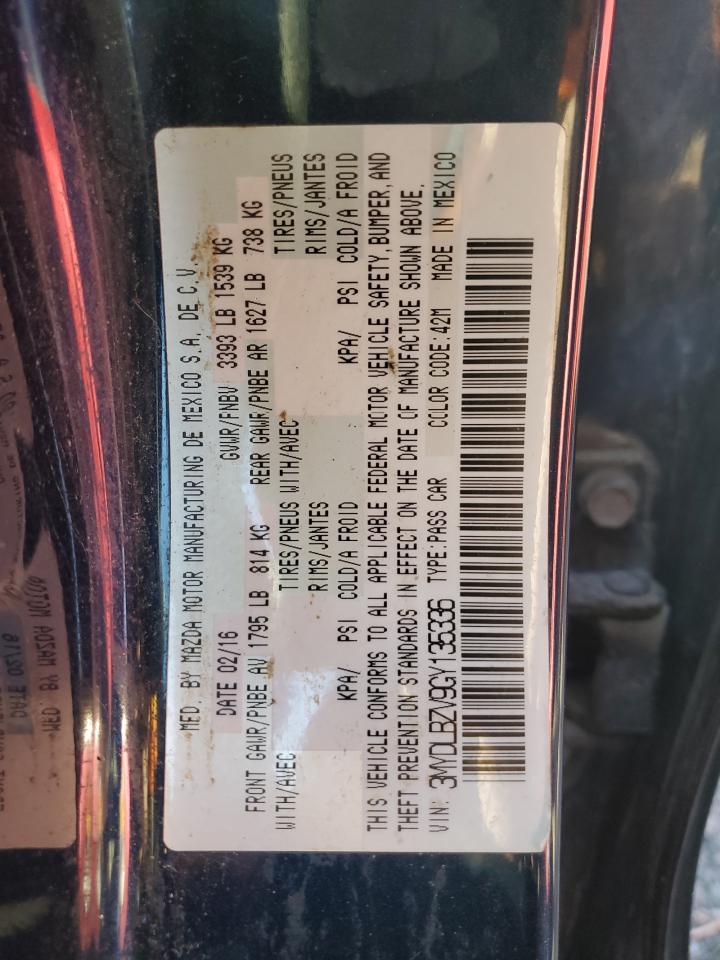 MED. BY MAZDA MOTOR MANUFACTURING DE MEXICO S.A. DE C.V.
DATE 02/16 GVWR/PNBV 3393 LB 1539 KG
FRONT GAWR/PNBE AV 1795 LB 814 KG REAR GAWR/PNBE AR 1627 LB 738 KG
WITH/AVEC TIRES/PNEUS WITH/AVEC TIRES/PNEUS
RIMS/JANTES RIMS/JANTES
KPA/ PSI COLD/A FROID KPA/ PSI COLD/A FROID
THIS VEHICLE CONFORMS TO ALL APPLICABLE FEDERAL MOTOR VEHICLE SAFETY, BUMPER, AND
THEFT PREVENTION STANDARDS IN EFFECT ON THE DATE OF MANUFACTURE SHOWN ABOVE.
VIN: 3MYDLBZV9GY135336 TYPE:PASS CAR COLOR CODE:42M MADE IN MEXICO